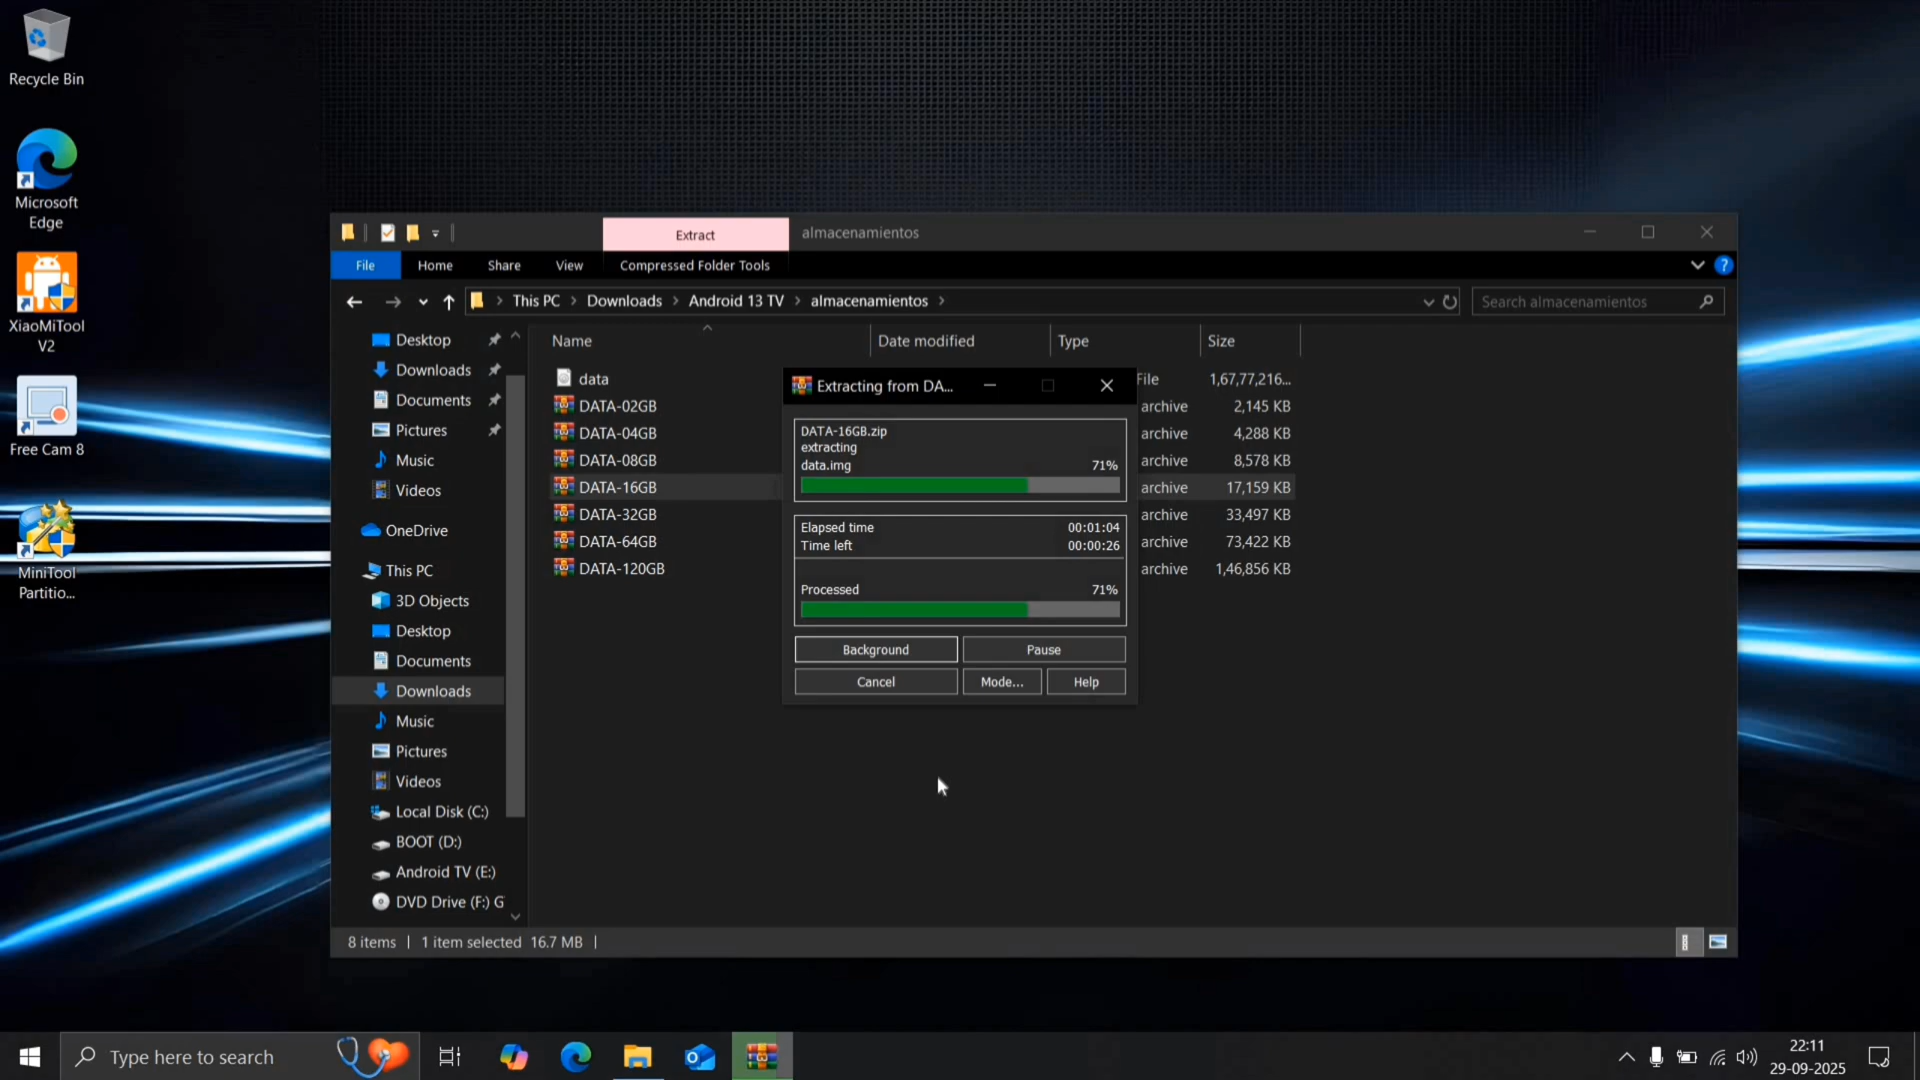 Recycle Bin
Microsoft
Edge
XiaoMiTool
V2
Free Cam 8
MiniTool
Partitio...
Extract
almacenamientos
File
Home
Share
View
Compressed Folder Tools
This PC
Downloads
Android 13 TV
almacenamientos
Search almacenamientos
Desktop
Downloads
Documents
Pictures
Music
Videos
OneDrive
This PC
3D Objects
Desktop
Documents
Downloads
Music
Pictures
Videos
Local Disk (C:)
BOOT (D:)
Android TV (E:)
DVD Drive (F:) G
Name
Date modified
Type
Size
data
File
1,67,77,216...
DATA-02GB
archive
2,145 KB
DATA-04GB
archive
4,288 KB
DATA-08GB
archive
8,578 KB
DATA-16GB
archive
17,159 KB
DATA-32GB
archive
33,497 KB
DATA-64GB
archive
73,422 KB
DATA-120GB
archive
1,46,856 KB
Extracting from DA...
DATA-16GB.zip
extracting
data.img
71%
Elapsed time
00:01:04
Time left
00:00:26
Processed
71%
Background
Pause
Cancel
Mode...
Help
8 items
1 item selected 16.7 MB
Type here to search
22:11
29-09-2025